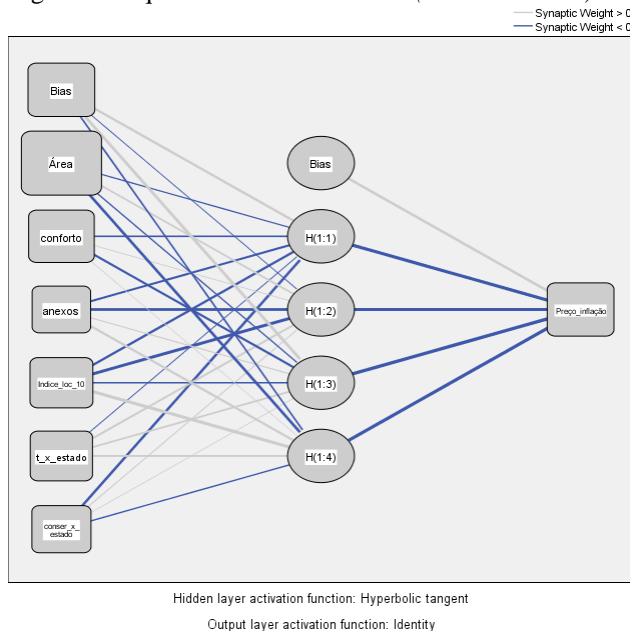 Synaptic Weight > 0
Synaptic Weight < 0
Bias
Área
conforto
anexos
Indice_loc_10
t_x_estado
conser_x_
estado
Bias
H(1:1)
H(1:2)
H(1:3)
H(1:4)
Preço_inflação
Hidden layer activation function: Hyperbolic tangent
Output layer activation function: Identity